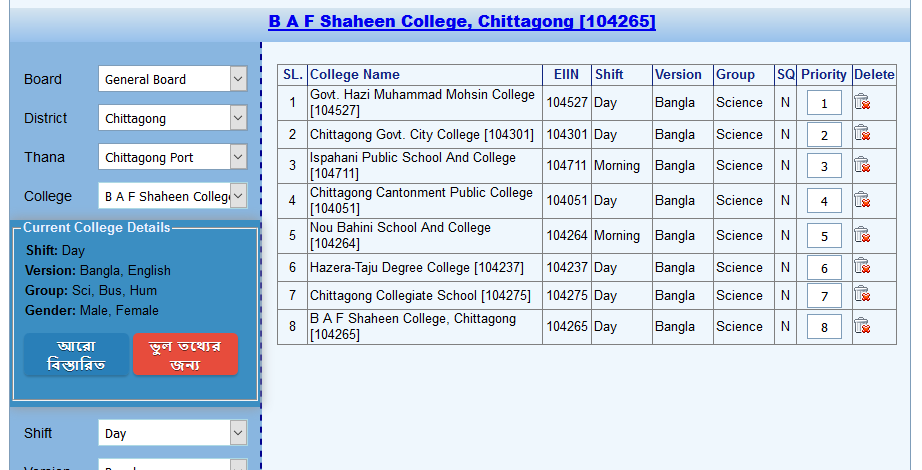 B A F Shaheen College, Chittagong [104265]
Board General Board
District Chittagong
Thana Chittagong Port
College B A F Shaheen College
Current College Details
Shift: Day
Version: Bangla, English
Group: Sci, Bus, Hum
Gender: Male, Female
আরো
বিস্তারিত
ভুল তথ্যের
জন্য
Shift Day
SL. College Name EIIN Shift Version Group SQ Priority Delete
1 Govt. Hazi Muhammad Mohsin College
[104527] 104527 Day Bangla Science N 1
2 Chittagong Govt. City College [104301] 104301 Day Bangla Science N 2
3 Ispahani Public School And College
[104711] 104711 Morning Bangla Science N 3
4 Chittagong Cantonment Public College
[104051] 104051 Day Bangla Science N 4
5 Nou Bahini School And College
[104264] 104264 Morning Bangla Science N 5
6 Hazera-Taju Degree College [104237] 104237 Day Bangla Science N 6
7 Chittagong Collegiate School [104275] 104275 Day Bangla Science N 7
8 B A F Shaheen College, Chittagong
[104265] 104265 Day Bangla Science N 8